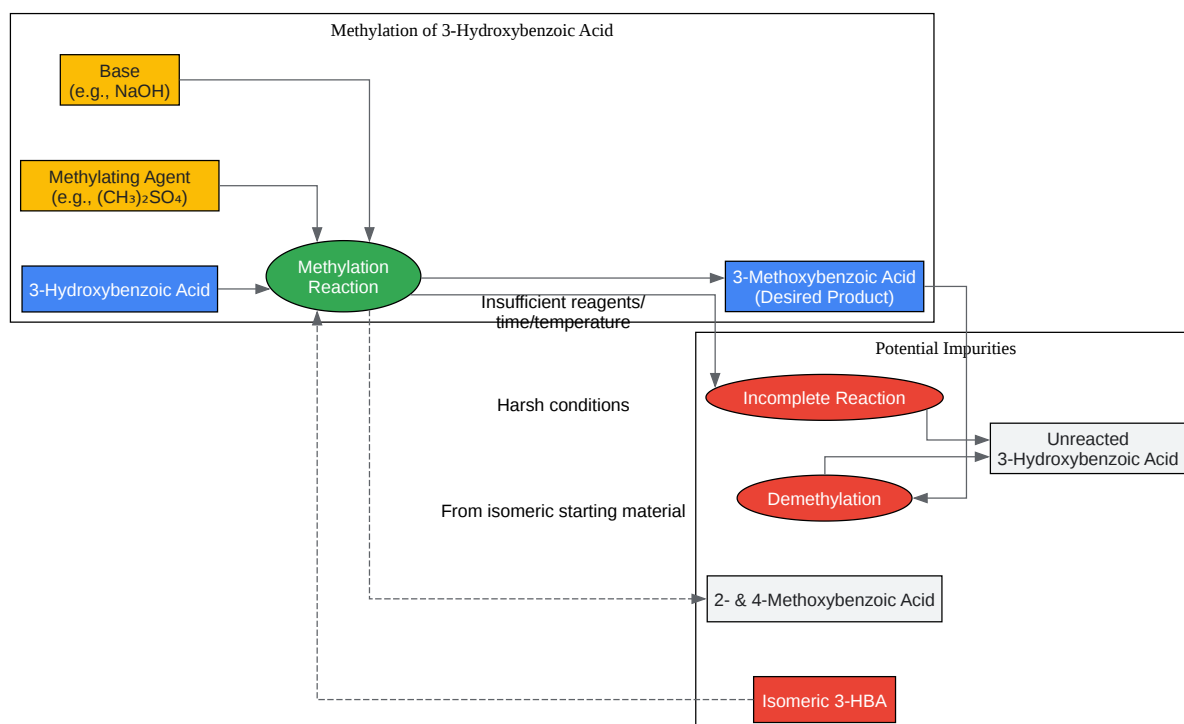 Methylation of 3-Hydroxybenzoic Acid
Base
(e.g., NaOH)
Methylating Agent
(e.g., (CH₃)₂SO₄)
3-Hydroxybenzoic Acid
Methylation
Reaction
3-Methoxybenzoic Acid
(Desired Product)
Insufficient reagents/
time/temperature
Potential Impurities
Incomplete Reaction
Harsh conditions
Unreacted
3-Hydroxybenzoic Acid
Demethylation
From isomeric starting material
2- & 4-Methoxybenzoic Acid
Isomeric 3-HBA